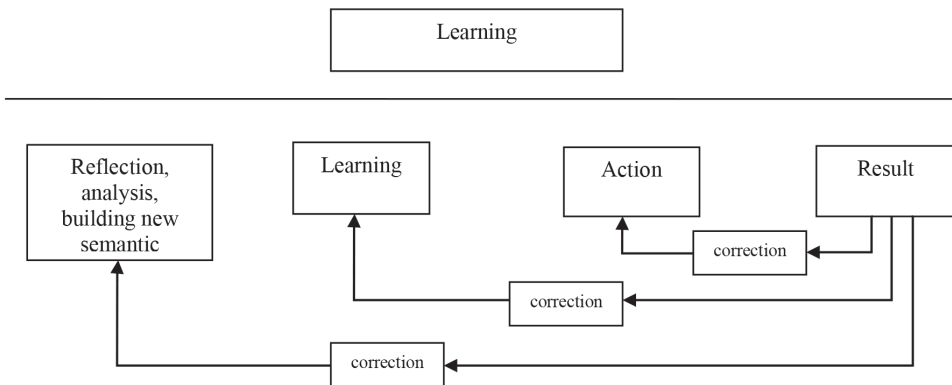 Learning
Reflection,
analysis,
building new
semantic
Learning
Action
Result
correction
correction
correction